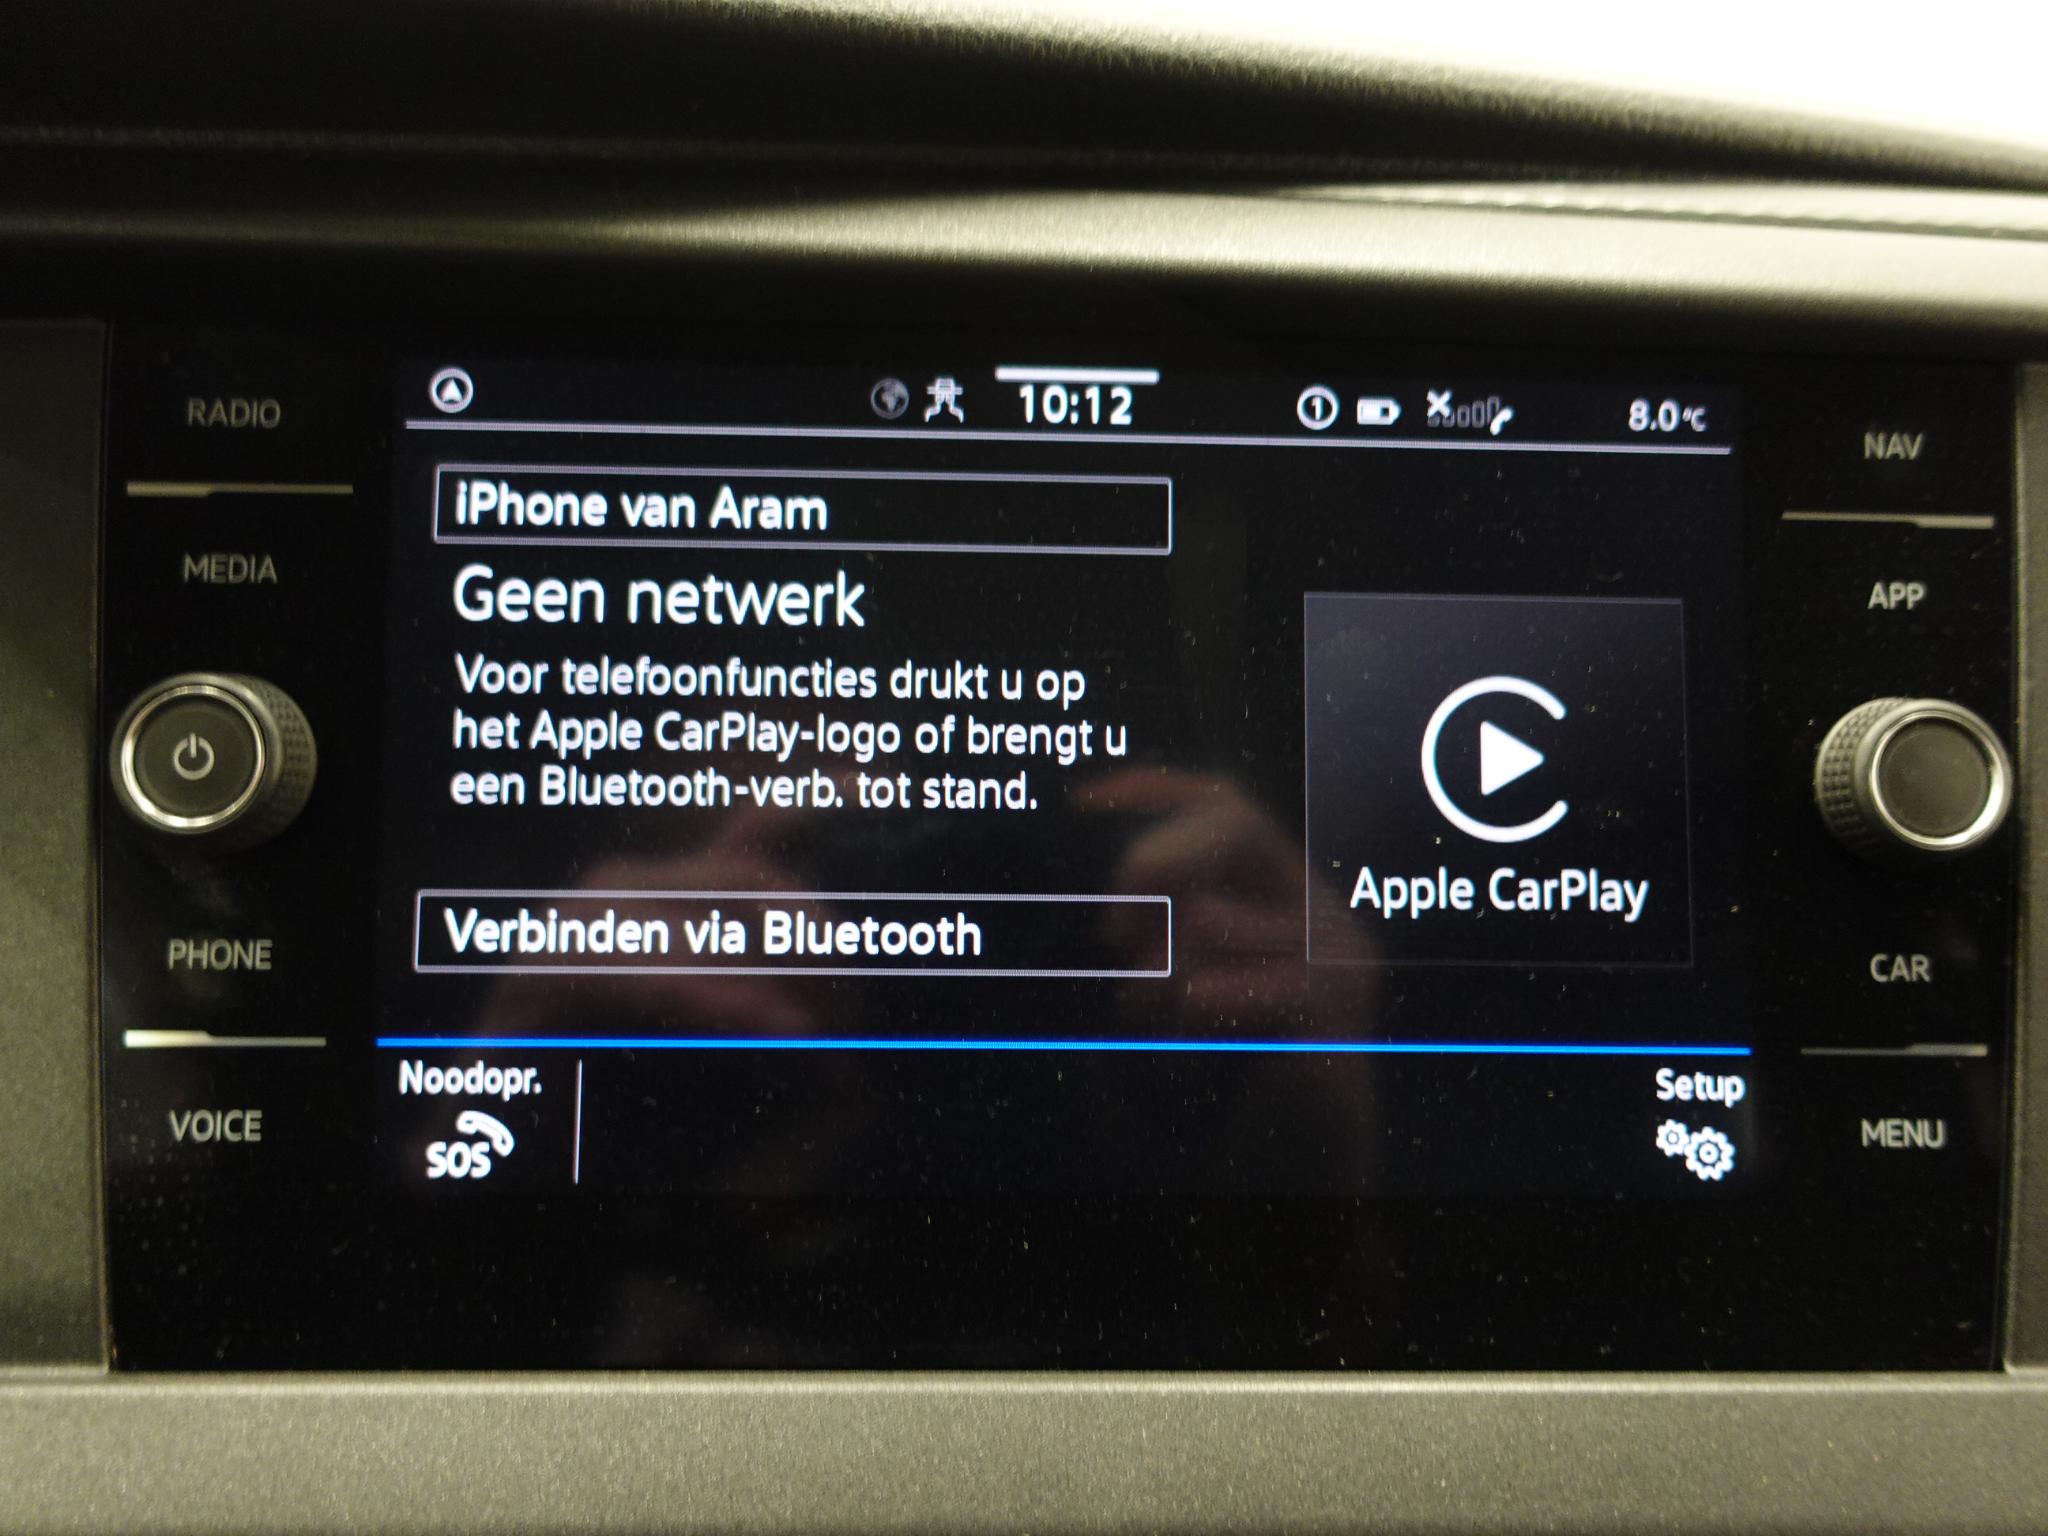 RADIO
MEDIA
PHONE
VOICE
10:12
1
8.0°C
iPhone van Aram
Geen netwerk
Voor telefoonfuncties drukt u op
het Apple CarPlay-logo of brengt u
een Bluetooth-verb. tot stand.
Verbinden via Bluetooth
Apple CarPlay
Noodopr.
SOS
Setup
NAV
APP
CAR
MENU